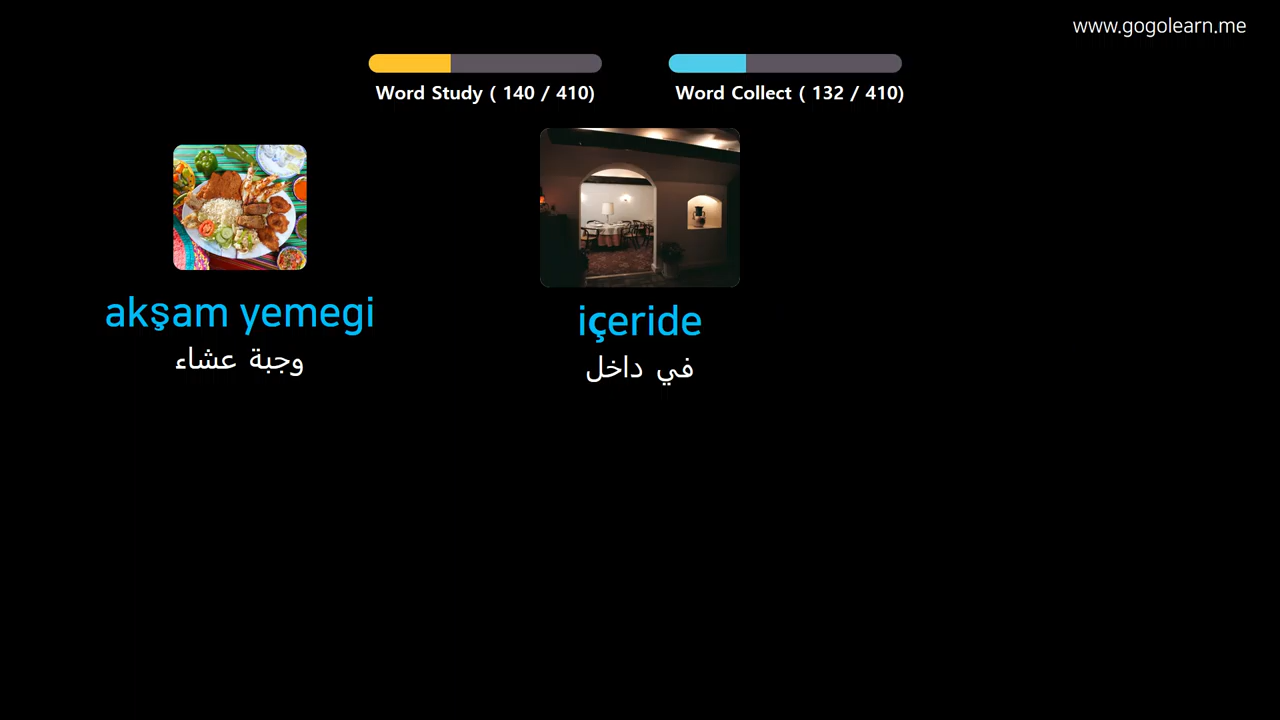 www.gogolearn.me
Word Study ( 140 / 410)
Word Collect ( 132 / 410)
akşam yemegi
وجبة عشاء
içeride
في داخل